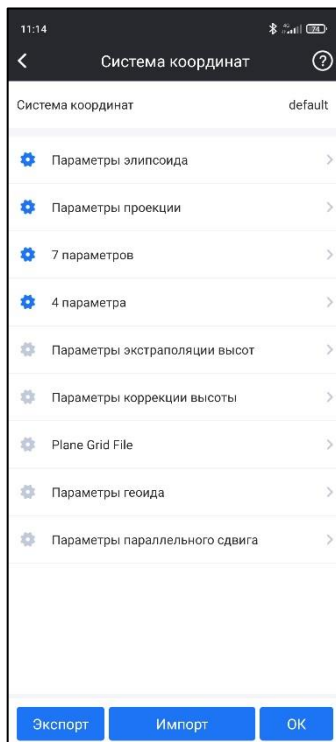 11:14
4G
74
Система координат
?
Система координат default
Параметры элипсоида
Параметры проекции
7 параметров
4 параметра
Параметры экстраполяции высот
Параметры коррекции высоты
Plane Grid File
Параметры геоида
Параметры параллельного сдвига
Экспорт Импорт OK